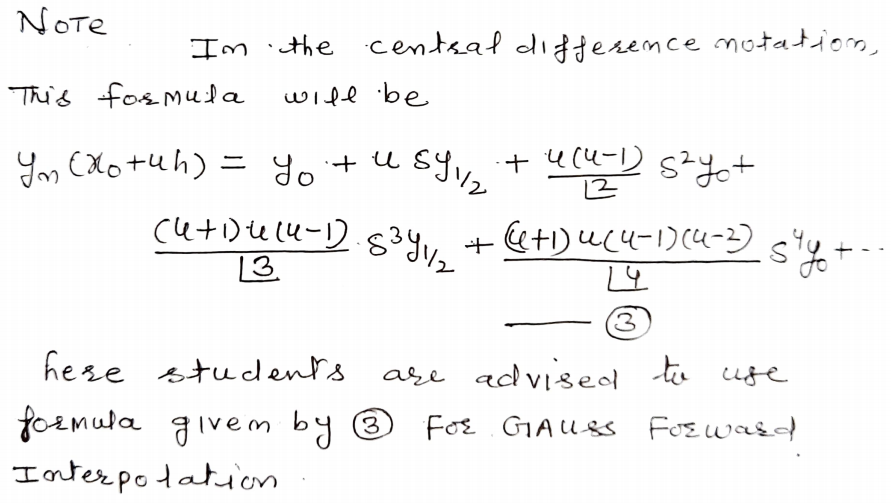 NOTE
In the central difference notation,
This formula will be
yₙ (x₀+uh) = y₀ + u δy₁/₂ + u(u-1)/⌊2 δ²y₀ +
(u+1)u(u-1)/⌊3 δ³y₁/₂ + (u+1)u(u-1)(u-2)/⌊4 δ⁴y₀ + --
—— ③
here students are advised to use
formula given by ③ For GAuss Forward
Interpolation.